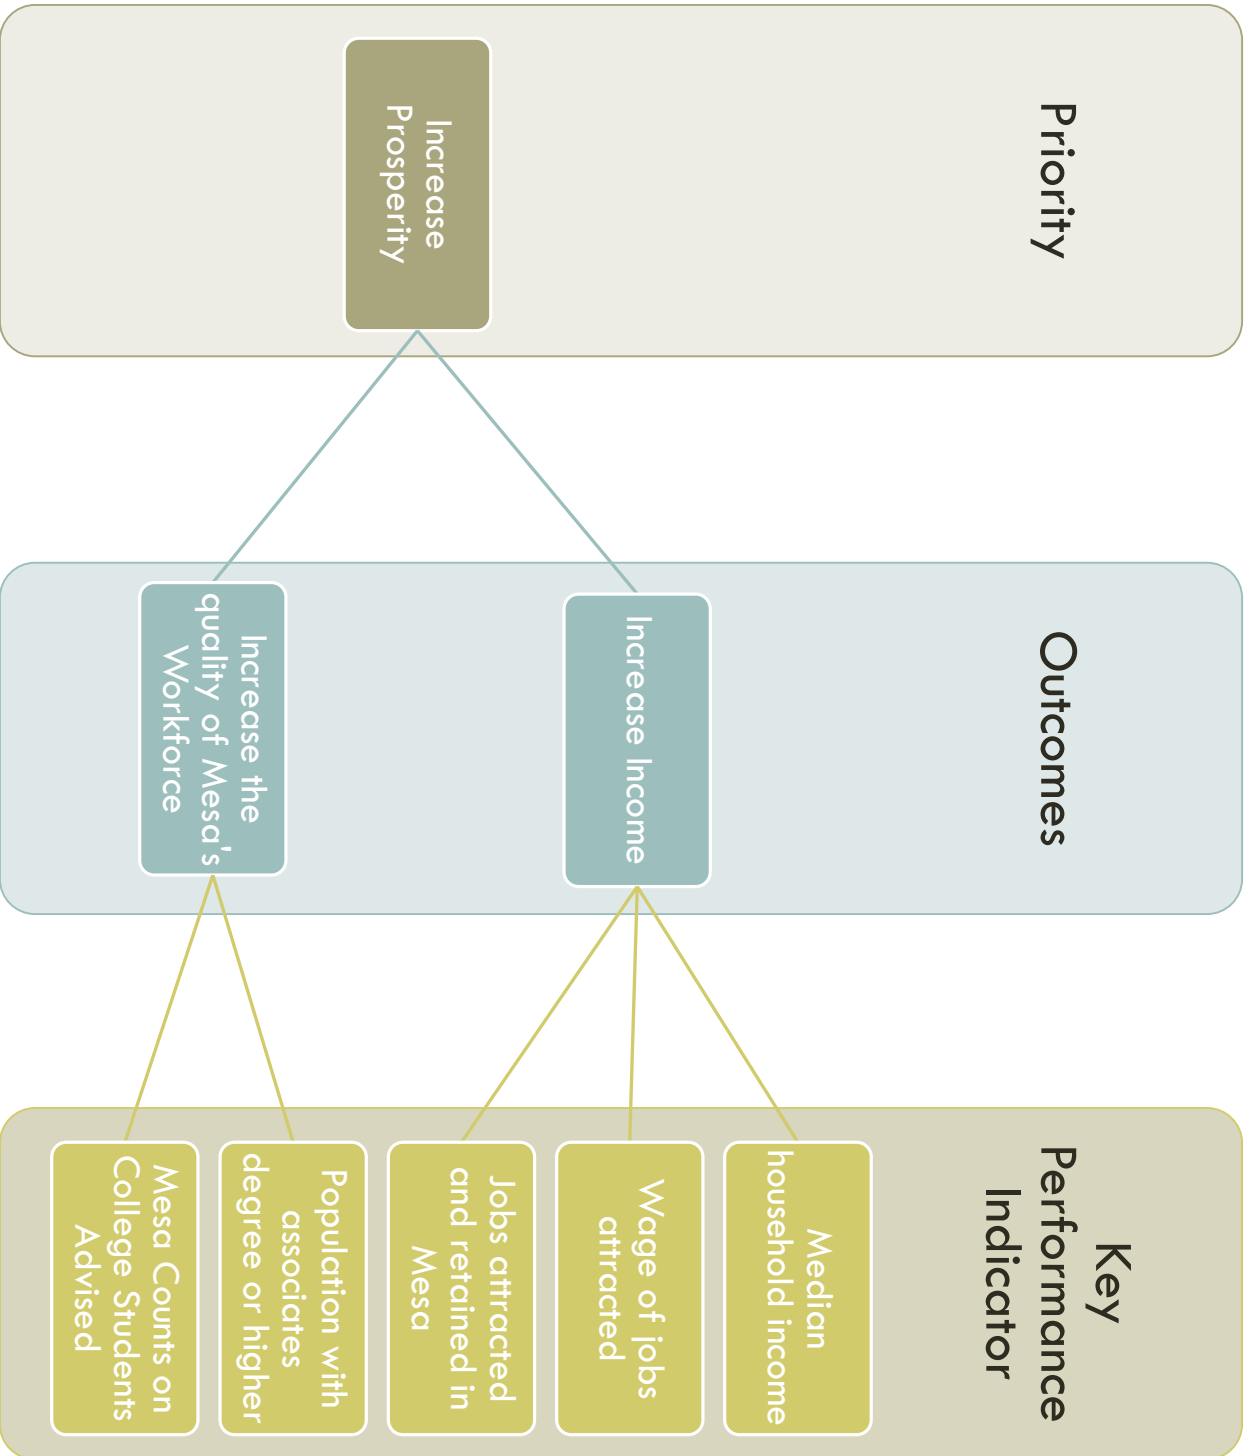 Priority
Outcomes
Key
Performance
Indicator
Increase
Prosperity
Increase Income
Increase the
quality of Mesa's
Workforce
Median
household income
Wage of jobs
attracted
Jobs attracted
and retained in
Mesa
Population with
associates
degree or higher
Mesa Counts on
College Students
Advised